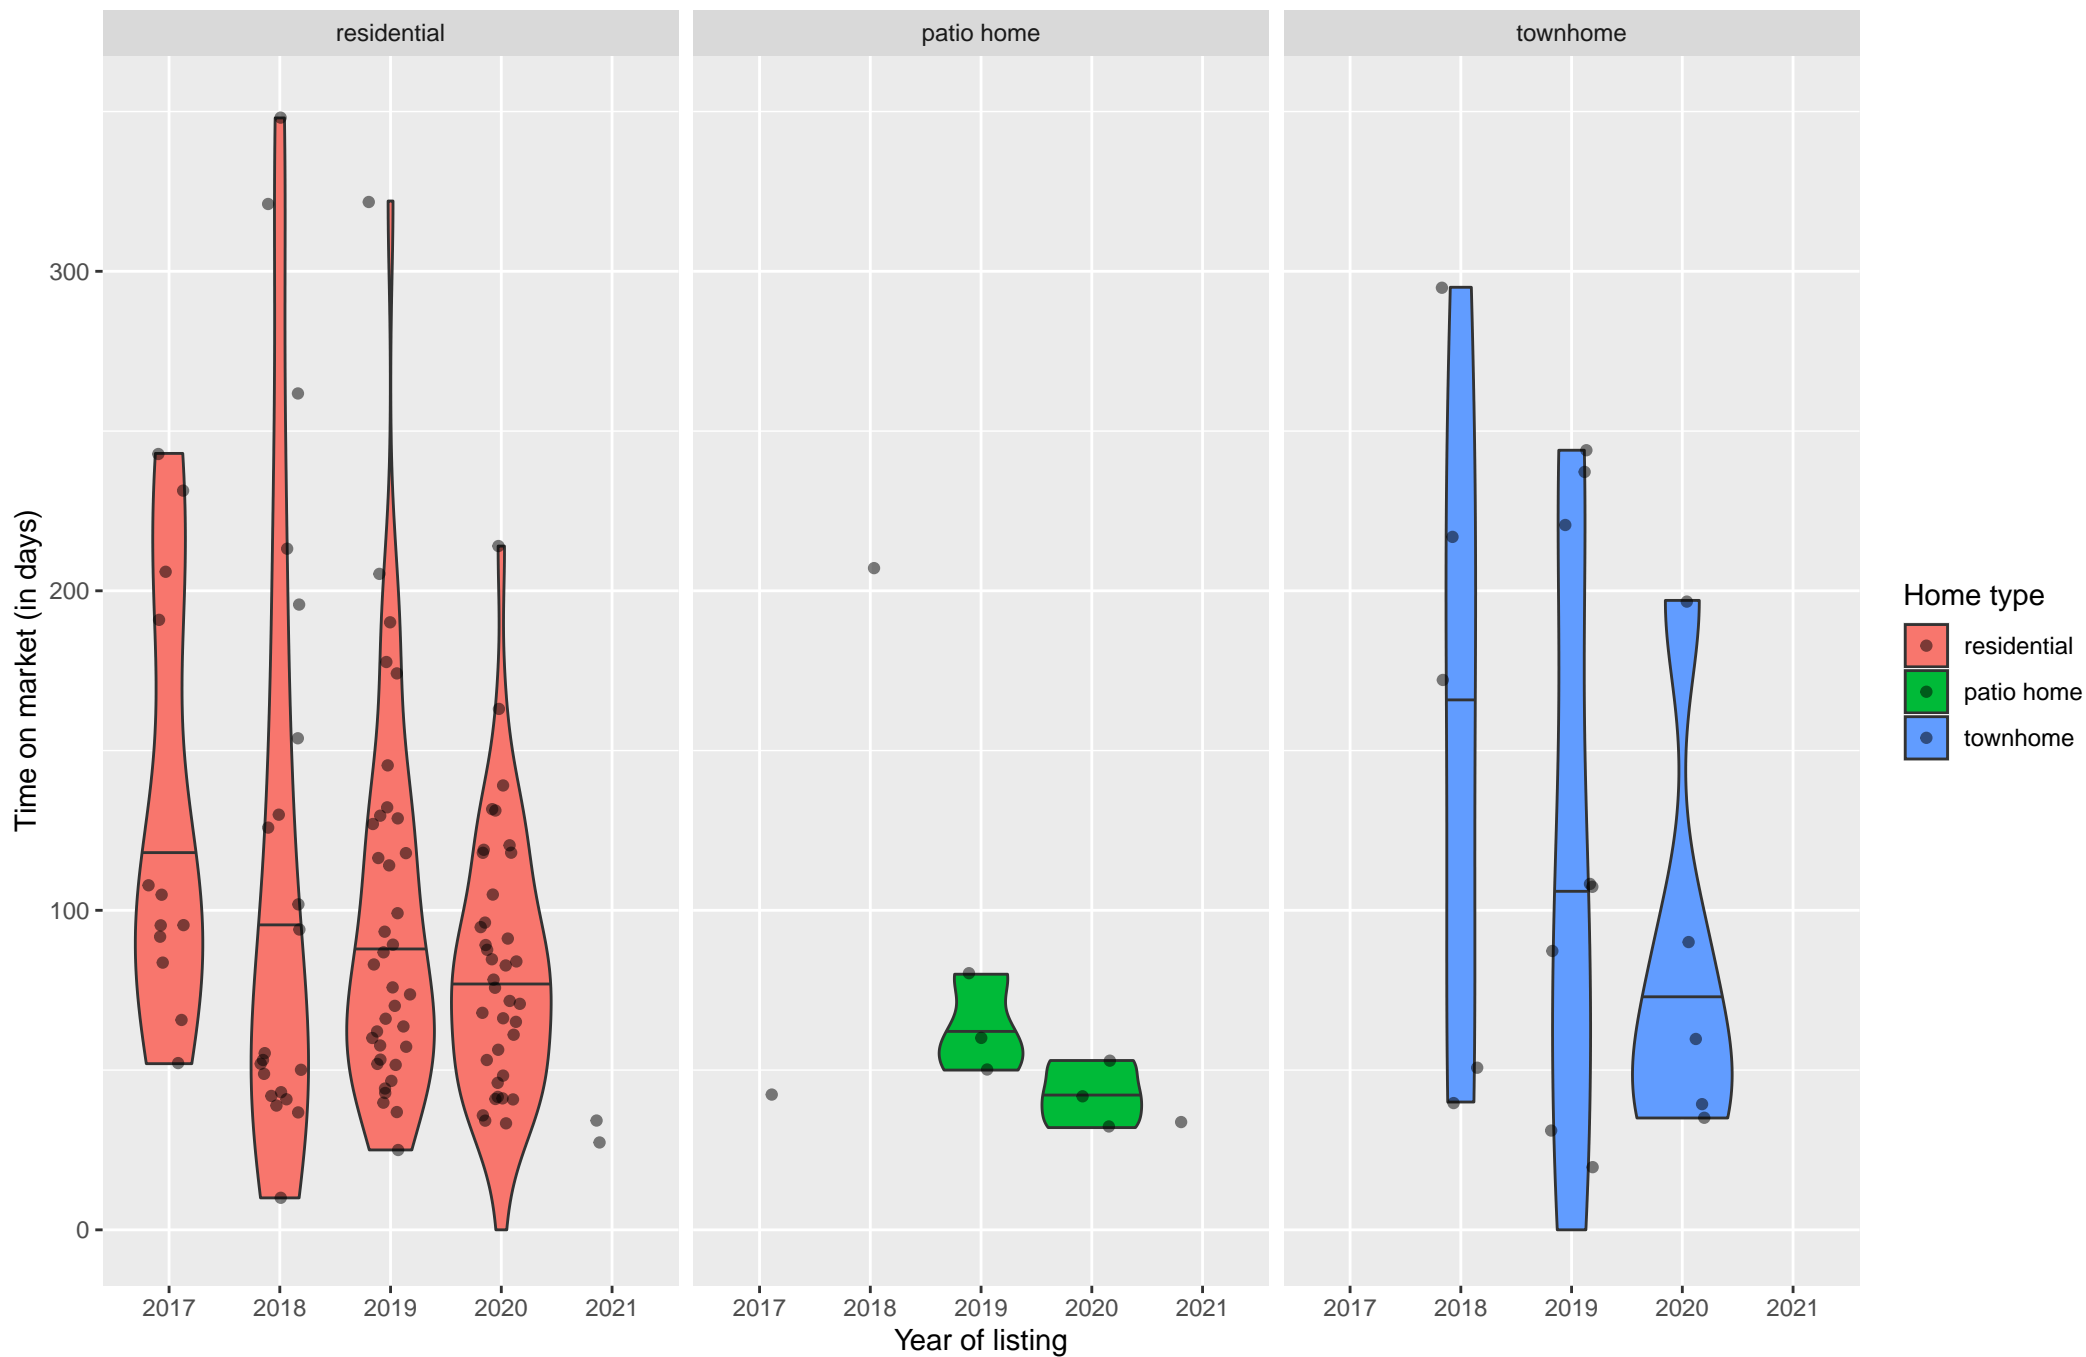 residential patio home townhome
Time on market (in days)
300
200
100
0
2017 2018 2019 2020 2021 2017 2018 2019 2020 2021 2017 2018 2019 2020 2021
Year of listing
Home type
residential
patio home
townhome